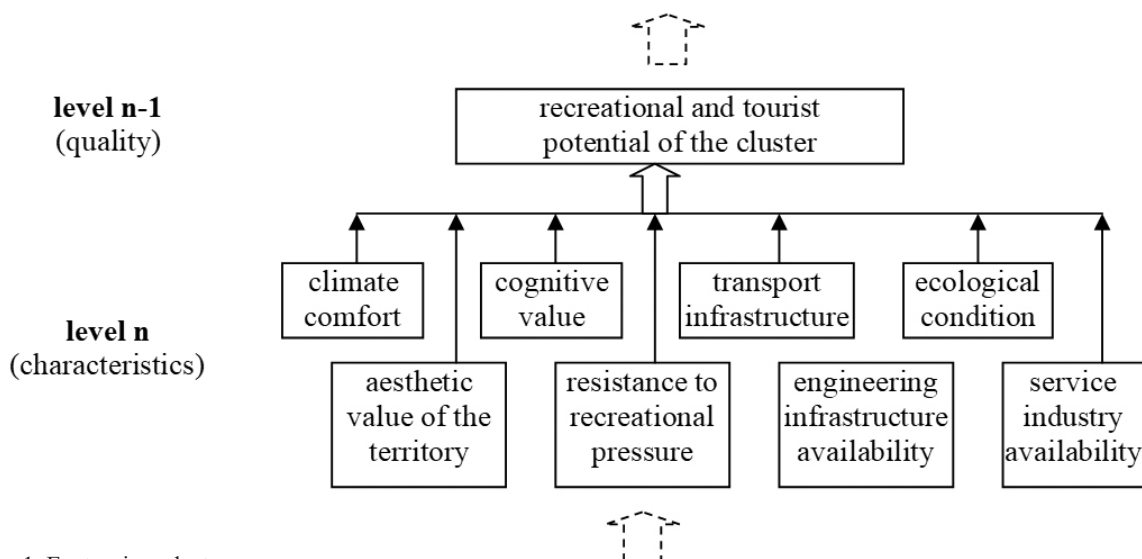 level n-1
(quality)
recreational and tourist
potential of the cluster
level n
(characteristics)
climate
comfort
cognitive
value
transport
infrastructure
ecological
condition
aesthetic
value of the
territory
resistance to
recreational
pressure
engineering
infrastructure
availability
service
industry
availability